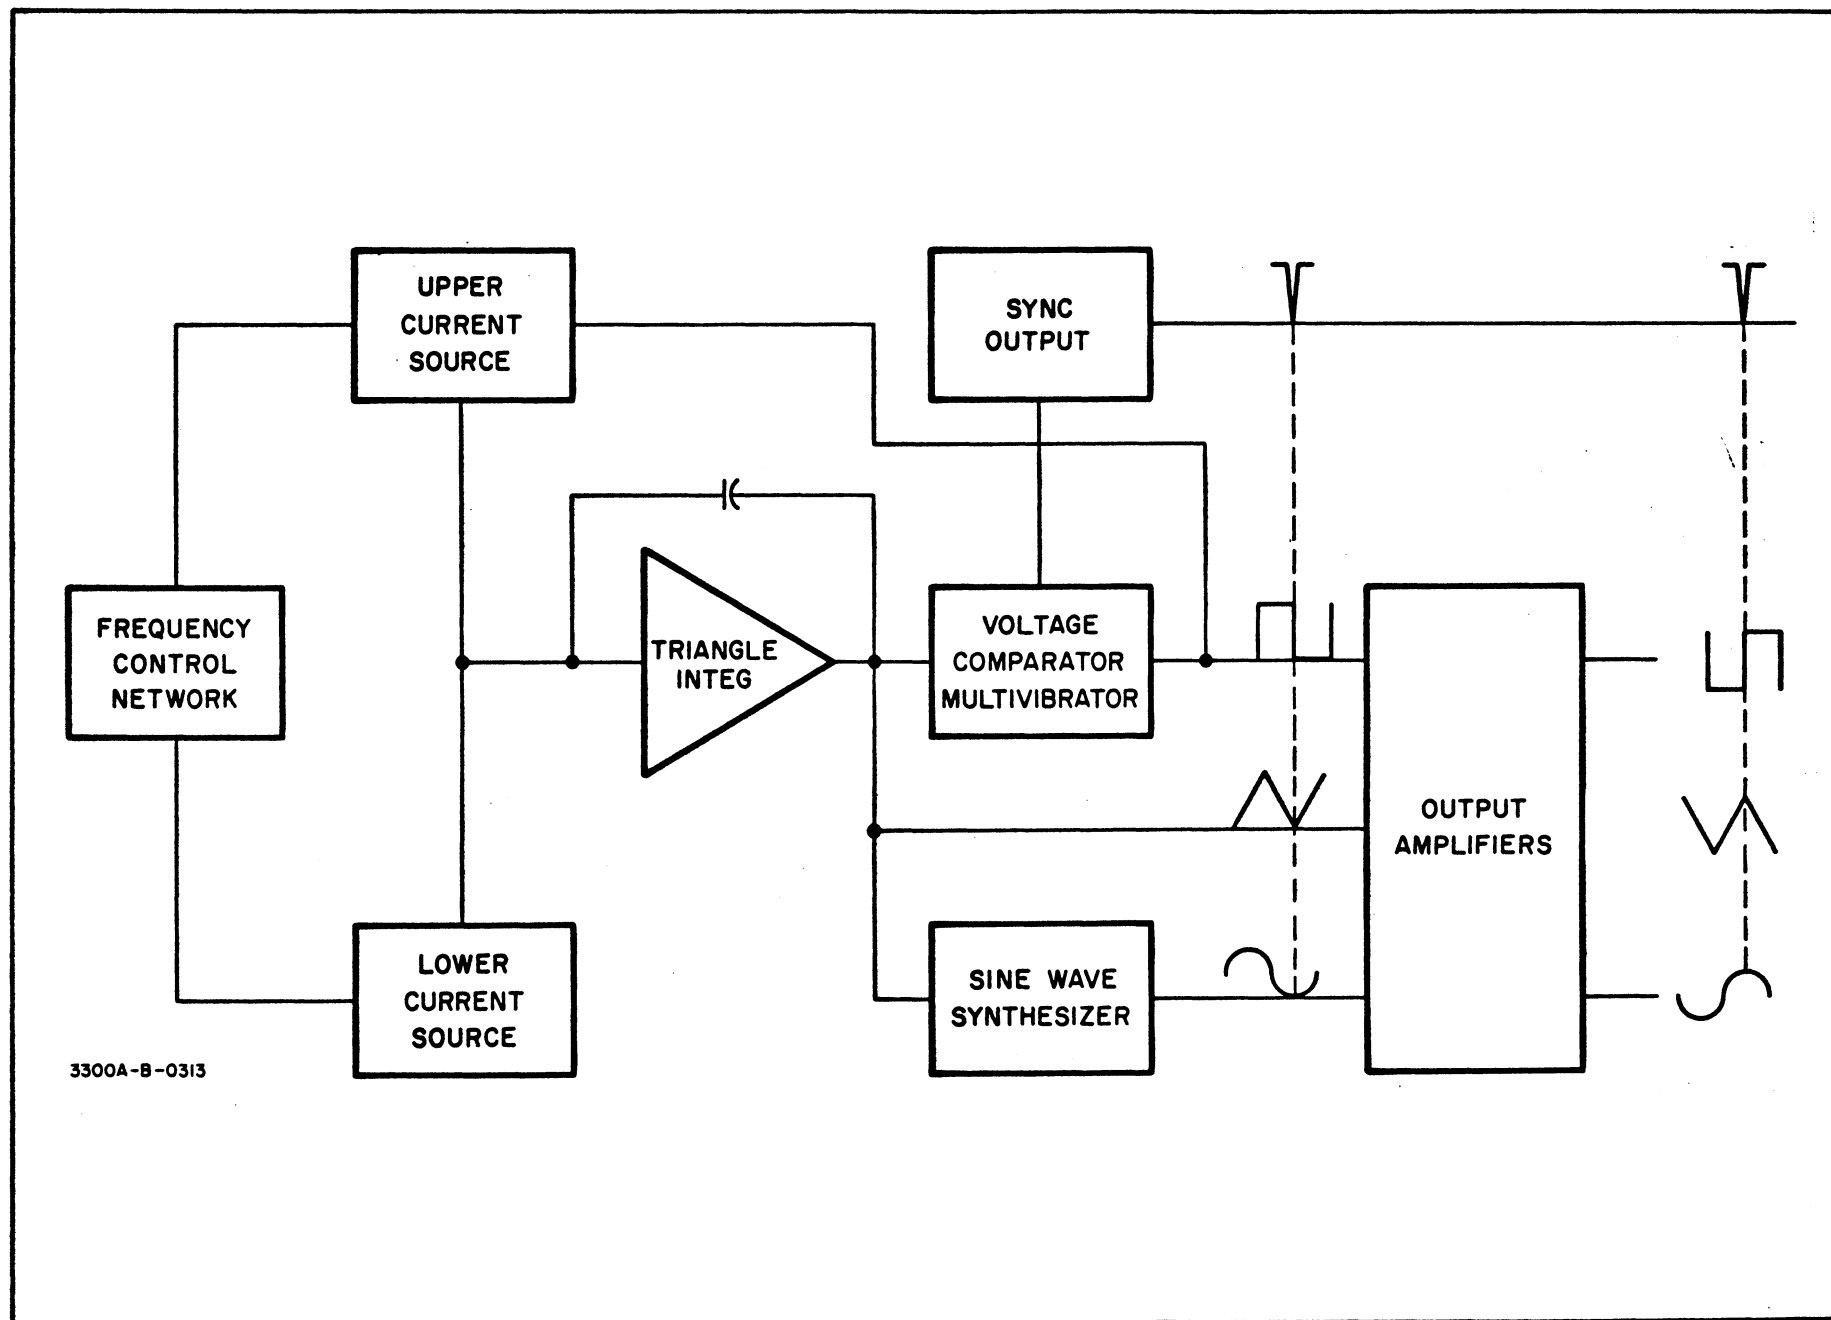 UPPER
CURRENT
SOURCE
SYNC
OUTPUT
FREQUENCY
CONTROL
NETWORK
TRIANGLE
INTEG
VOLTAGE
COMPARATOR
MULTIVIBRATOR
OUTPUT
AMPLIFIERS
LOWER
CURRENT
SOURCE
SINE WAVE
SYNTHESIZER
3300A-B-0313